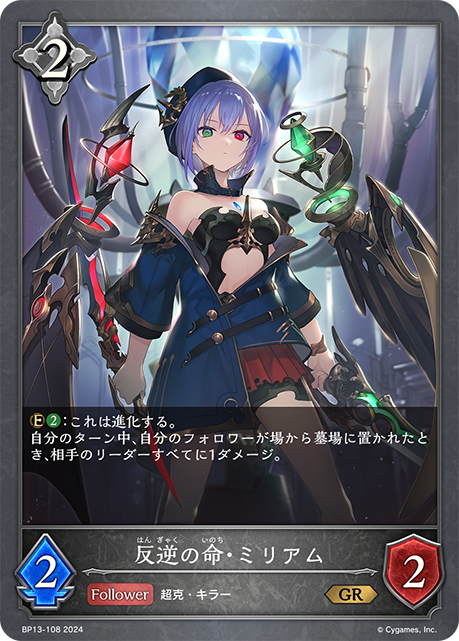 2
E2:これは進化する。
自分のターン中、自分のフォロワーが場から墓場に置かれたと
き、相手のリーダーすべてに1ダメージ。
はん ぎゃく いのち
反逆の命・ミリアム
2
Follower 超克・キラー GR
2
BP13-108 2024 © Cygames, Inc.